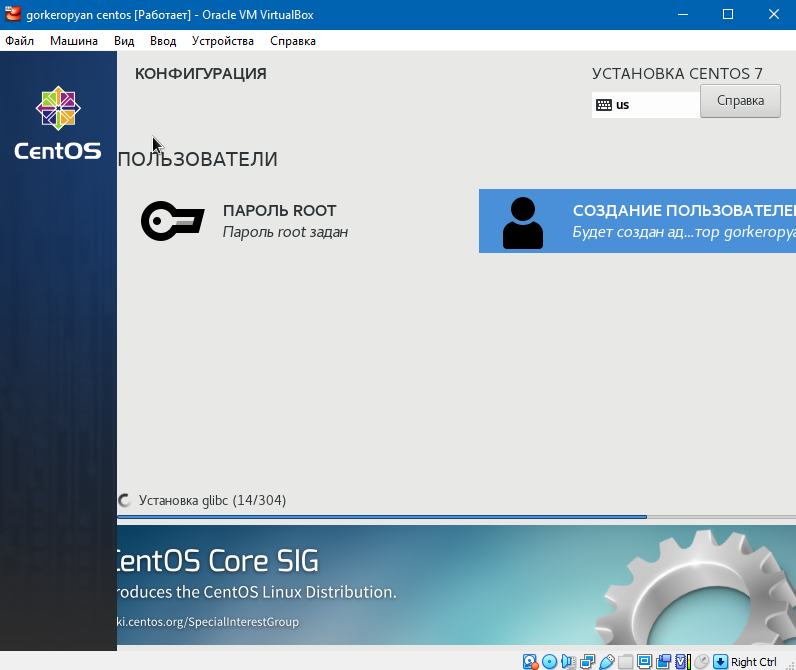 gorkeropyan centos [Работает] - Oracle VM VirtualBox
Файл Машина Вид Ввод Устройства Справка
КОНФИГУРАЦИЯ
УСТАНОВКА CENTOS 7
us
Справка
CentOS
ПОЛЬЗОВАТЕЛИ
ПАРОЛЬ ROOT
Пароль root задан
СОЗДАНИЕ ПОЛЬЗОВАТЕЛЕ
Будет создан ад...тор gorkeropya
Установка glibc (14/304)
CentOS Core SIG
roduces the CentOS Linux Distribution.
ki.centos.org/SpecialInterestGroup
Right Ctrl